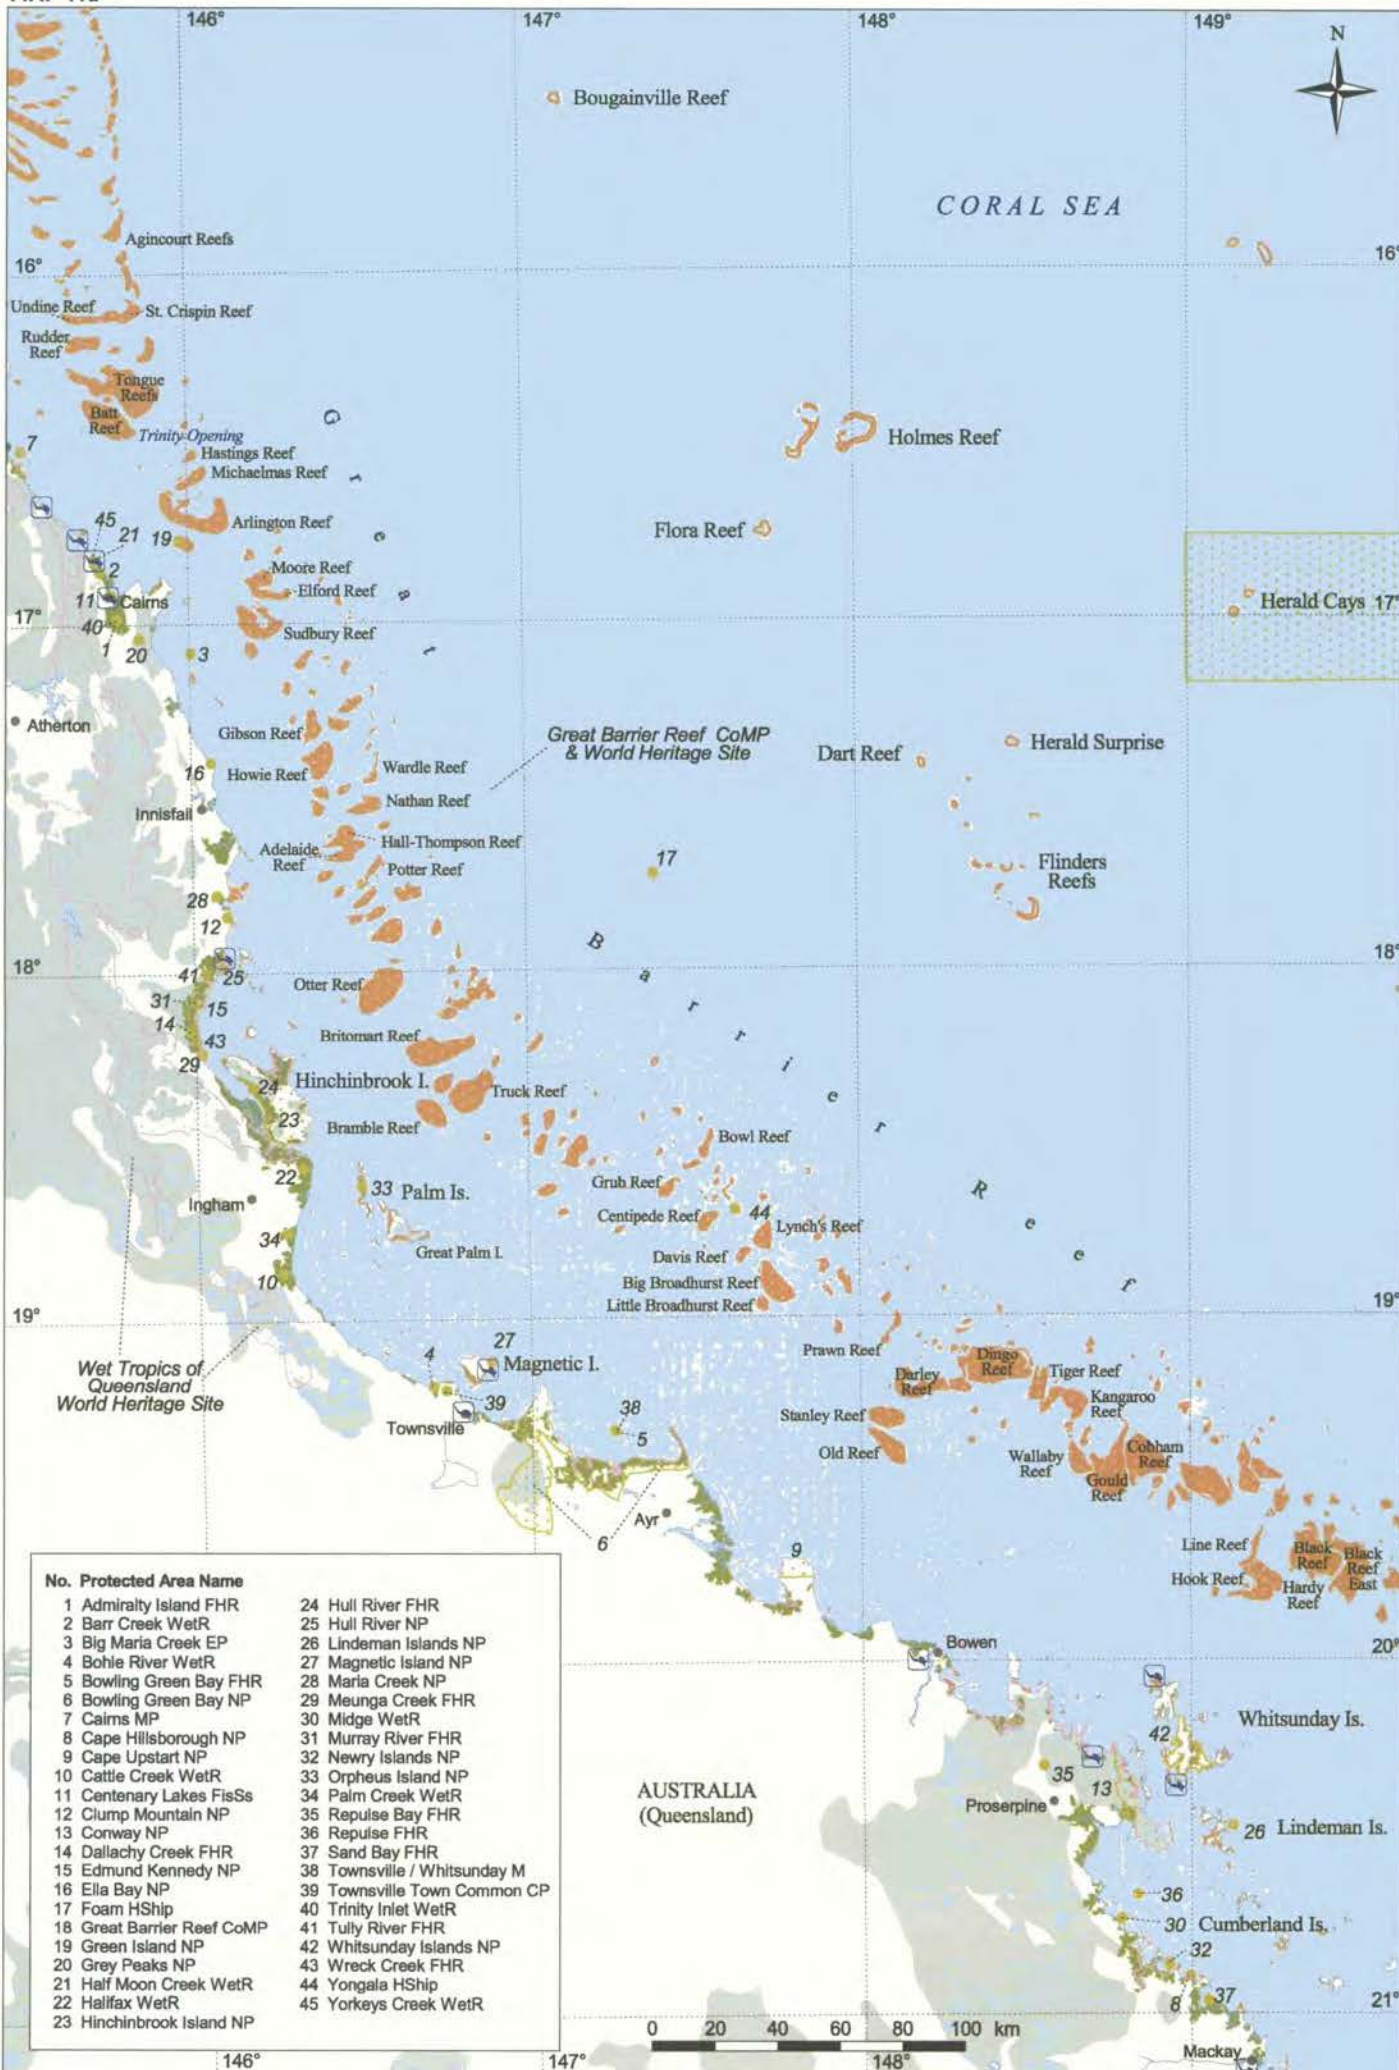 146°
147°
148°
149°
N
Bougainville Reef
CORAL SEA
Agincourt Reefs
16°
16°
Undine Reef
St. Crispin Reef
Rudder
Reef
Tongue
Reefs
Batt
Reef
Trinity Opening
G r e a t
7
Hastings Reef
Holmes Reef
Michaelmas Reef
45
21
19
Arlington Reef
Flora Reef
2
Moore Reef
Elford Reef
11
Cairns
Herald Cays
17°
17°
40
1
20
3
Sudbury Reef
Atherton
Gibson Reef
Great Barrier Reef CoMP
& World Heritage Site
Dart Reef
Herald Surprise
16
Howie Reef
Wardle Reef
Innisfail
Nathan Reef
Adelaide
Reef
Hall-Thompson Reef
Potter Reef
17
Flinders
Reefs
28
12
B a r r i e r
18°
18°
41
25
Otter Reef
31
15
14
43
Britomart Reef
29
24
Hinchinbrook I.
Truck Reef
23
Bramble Reef
Bowl Reef
22
33
Palm Is.
Grub Reef
R e e f
Ingham
Centipede Reef
44
Lynch's Reef
34
Great Palm I.
Davis Reef
10
Big Broadhurst Reef
Little Broadhurst Reef
19°
19°
Wet Tropics of
Queensland
World Heritage Site
4
27
Magnetic I.
Prawn Reef
Dingo
Reef
Tiger Reef
Darley
Reef
Kangaroo
Reef
39
38
5
Townsville
Stanley Reef
Old Reef
Wallaby
Reef
Cobham
Reef
Gould
Reef
Ayr
6
9
Line Reef
Black
Reef
Black
Reef
East
Hook Reef
Hardy
Reef
No. Protected Area Name
1 Admiralty Island FHR
2 Barr Creek WetR
3 Big Maria Creek EP
4 Bohle River WetR
5 Bowling Green Bay FHR
6 Bowling Green Bay NP
7 Cairns MP
8 Cape Hillsborough NP
9 Cape Upstart NP
10 Cattle Creek WetR
11 Centenary Lakes FisSs
12 Clump Mountain NP
13 Conway NP
14 Dallachy Creek FHR
15 Edmund Kennedy NP
16 Ella Bay NP
17 Foam HShip
18 Great Barrier Reef CoMP
19 Green Island NP
20 Grey Peaks NP
21 Half Moon Creek WetR
22 Halifax WetR
23 Hinchinbrook Island NP
24 Hull River FHR
25 Hull River NP
26 Lindeman Islands NP
27 Magnetic Island NP
28 Maria Creek NP
29 Meunga Creek FHR
30 Midge WetR
31 Murray River FHR
32 Newry Islands NP
33 Orpheus Island NP
34 Palm Creek WetR
35 Repulse Bay FHR
36 Repulse FHR
37 Sand Bay FHR
38 Townsville / Whitsunday M
39 Townsville Town Common CP
40 Trinity Inlet WetR
41 Tully River FHR
42 Whitsunday Islands NP
43 Wreck Creek FHR
44 Yongala HShip
45 Yorkeys Creek WetR
Bowen
20°
42
Whitsunday Is.
35
13
AUSTRALIA
(Queensland)
Proserpine
26
Lindeman Is.
36
30
Cumberland Is.
32
8
37
21°
0 20 40 60 80 100 km
Mackay
146°
147°
148°